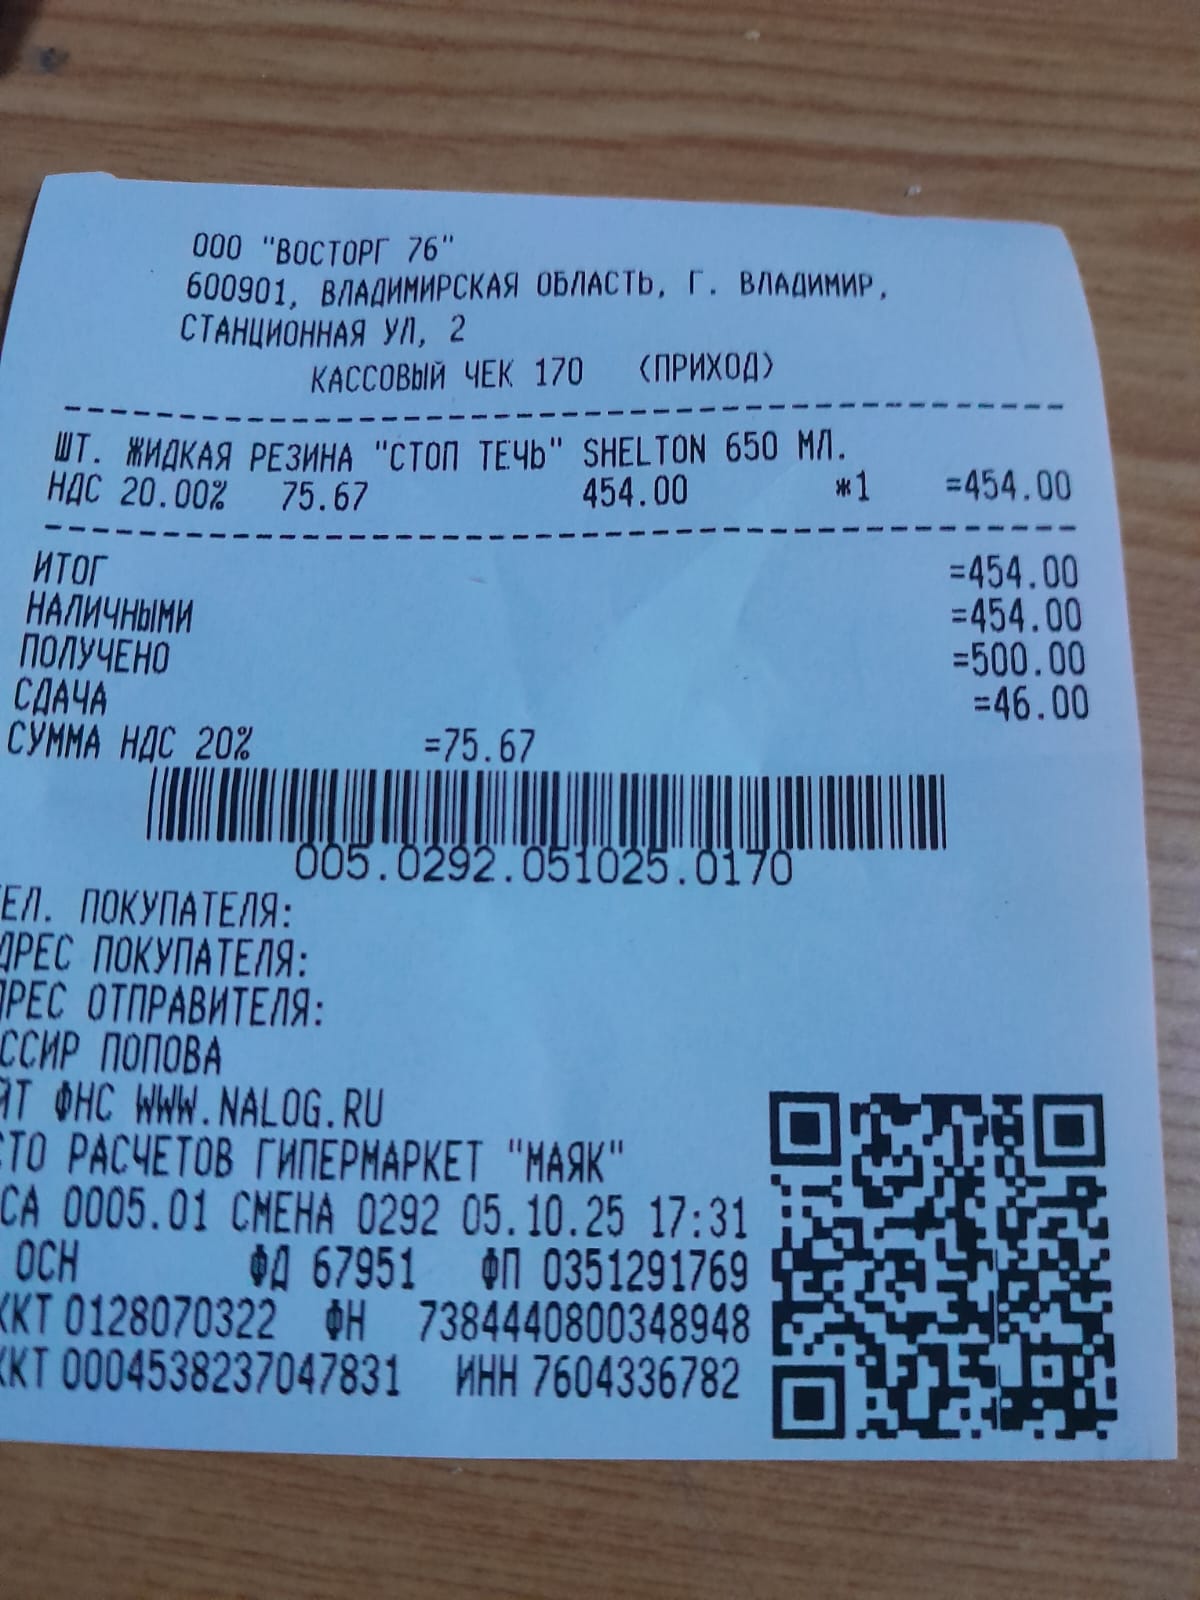 ООО "ВОСТОРГ 76"
600901, ВЛАДИМИРСКАЯ ОБЛАСТЬ, Г. ВЛАДИМИР,
СТАНЦИОННАЯ УЛ, 2
КАССОВЫЙ ЧЕК 170 (ПРИХОД)
ШТ. ЖИДКАЯ РЕЗИНА "СТОП ТЕЧЬ" SHELTON 650 МЛ.
НДС 20.00% 75.67 454.00 *1 =454.00
ИТОГ =454.00
НАЛИЧНЫМИ =454.00
ПОЛУЧЕНО =500.00
СДАЧА =46.00
СУММА НДС 20% =75.67
005.0292.051025.0170
ЕЛ. ПОКУПАТЕЛЯ:
ДРЕС ПОКУПАТЕЛЯ:
ДРЕС ОТПРАВИТЕЛЯ:
ССИР ПОПОВА
ЙТ ФНС WWW.NALOG.RU
СТО РАСЧЕТОВ ГИПЕРМАРКЕТ "МАЯК"
СА 0005.01 СМЕНА 0292 05.10.25 17:31
ОСН ФД 67951 ФП 0351291769
ККТ 0128070322 ФН 7384440800348948
ККТ 0004538237047831 ИНН 7604336782